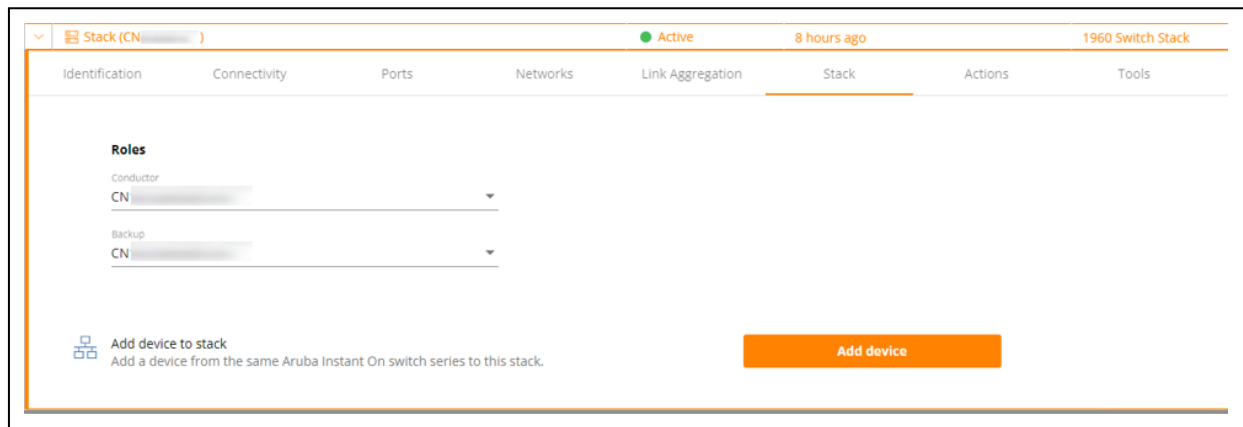 Stack (CN )
Active
8 hours ago
1960 Switch Stack
Identification Connectivity Ports Networks Link Aggregation Stack Actions Tools
Roles
Conductor
CN
Backup
CN
Add device to stack
Add a device from the same Aruba Instant On switch series to this stack.
Add device